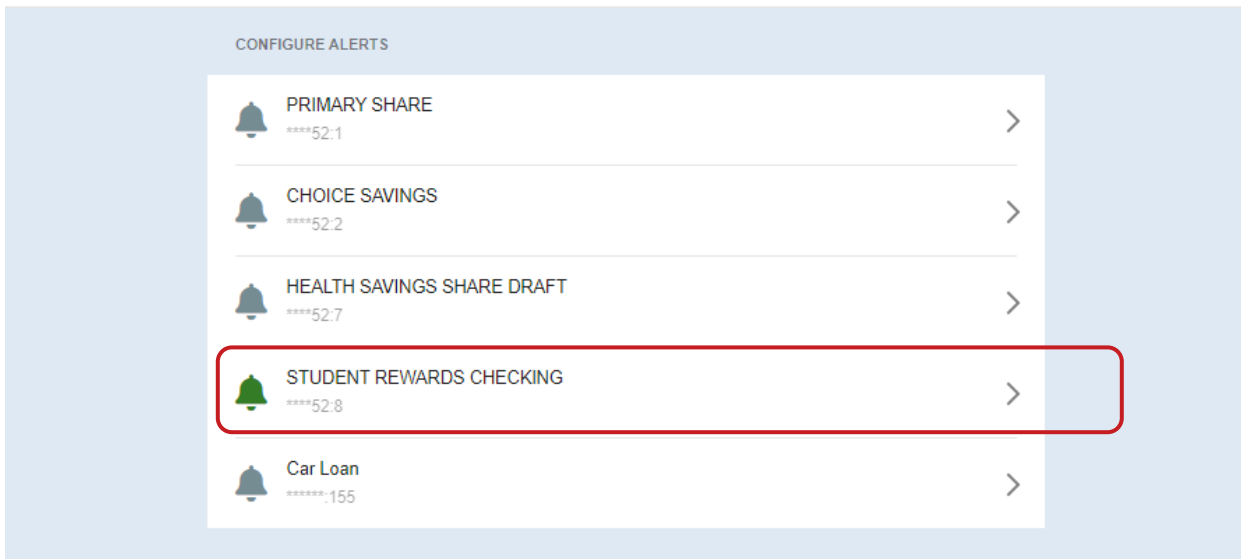 CONFIGURE ALERTS
PRIMARY SHARE
****52:1
CHOICE SAVINGS
****52:2
HEALTH SAVINGS SHARE DRAFT
****52:7
STUDENT REWARDS CHECKING
****52:8
Car Loan
******:155